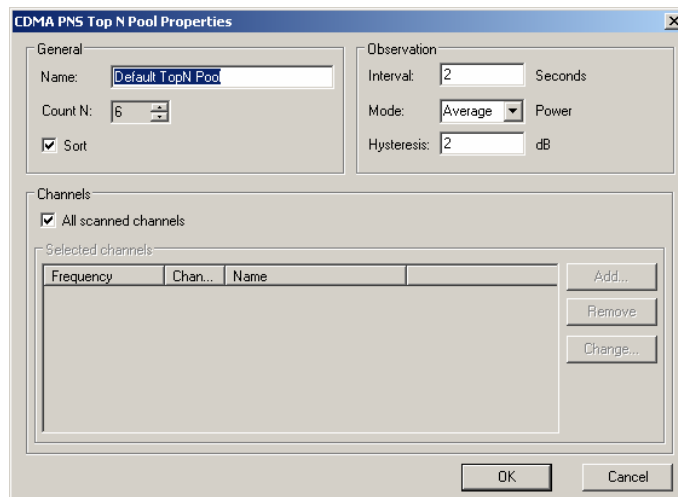 CDMA PNS Top N Pool Properties
General
Name: Default TopN Pool
Count N: 6
Sort
Observation
Interval: 2 Seconds
Mode: Average Power
Hysteresis: 2 dB
Channels
All scanned channels
Selected channels
Frequency Chan... Name
Add...
Remove
Change...
OK Cancel